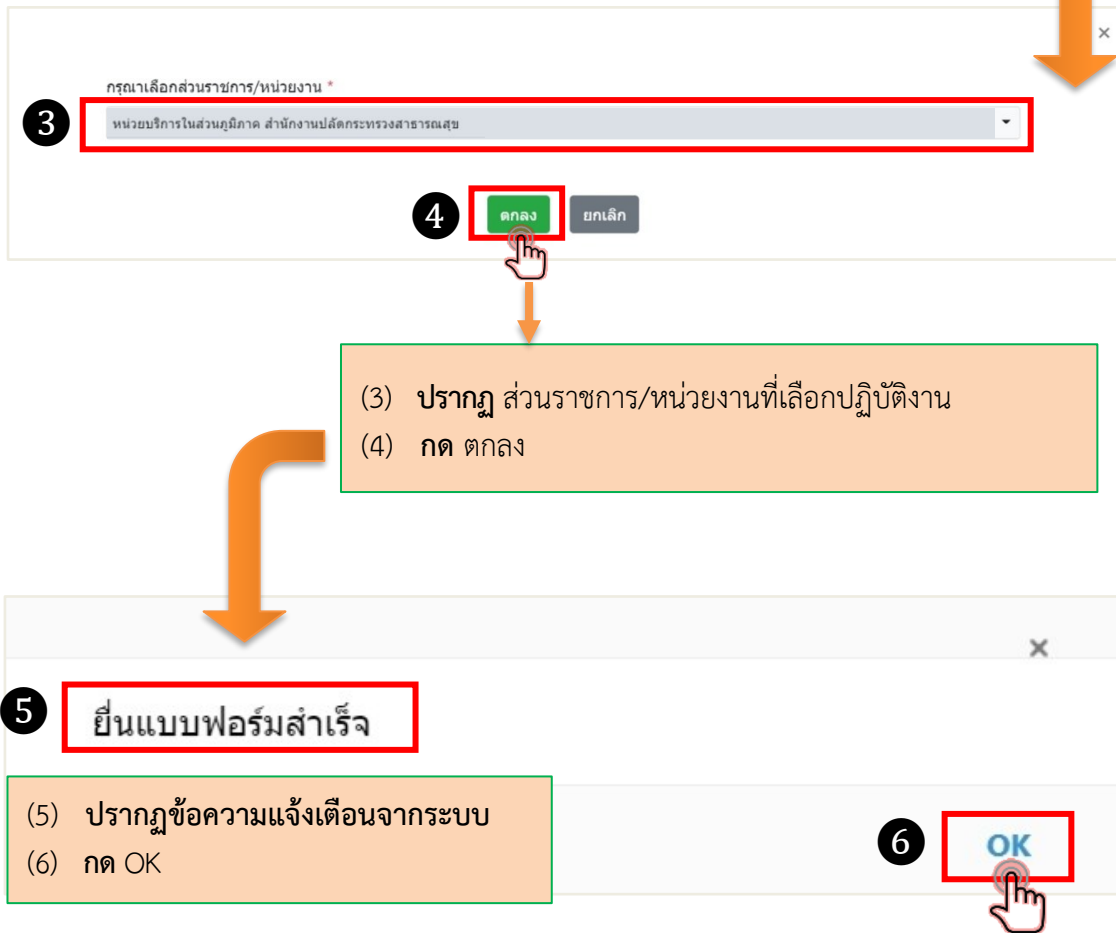 ×
กรุณาเลือกส่วนราชการ/หน่วยงาน *
3
หน่วยบริการในส่วนภูมิภาค สำนักงานปลัดกระทรวงสาธารณสุข
4 ตกลง ยกเลิก
(3) ปรากฏ ส่วนราชการ/หน่วยงานที่เลือกปฏิบัติงาน
(4) กด ตกลง
×
5 ยื่นแบบฟอร์มสำเร็จ
(5) ปรากฏข้อความแจ้งเตือนจากระบบ
(6) กด OK
6 OK